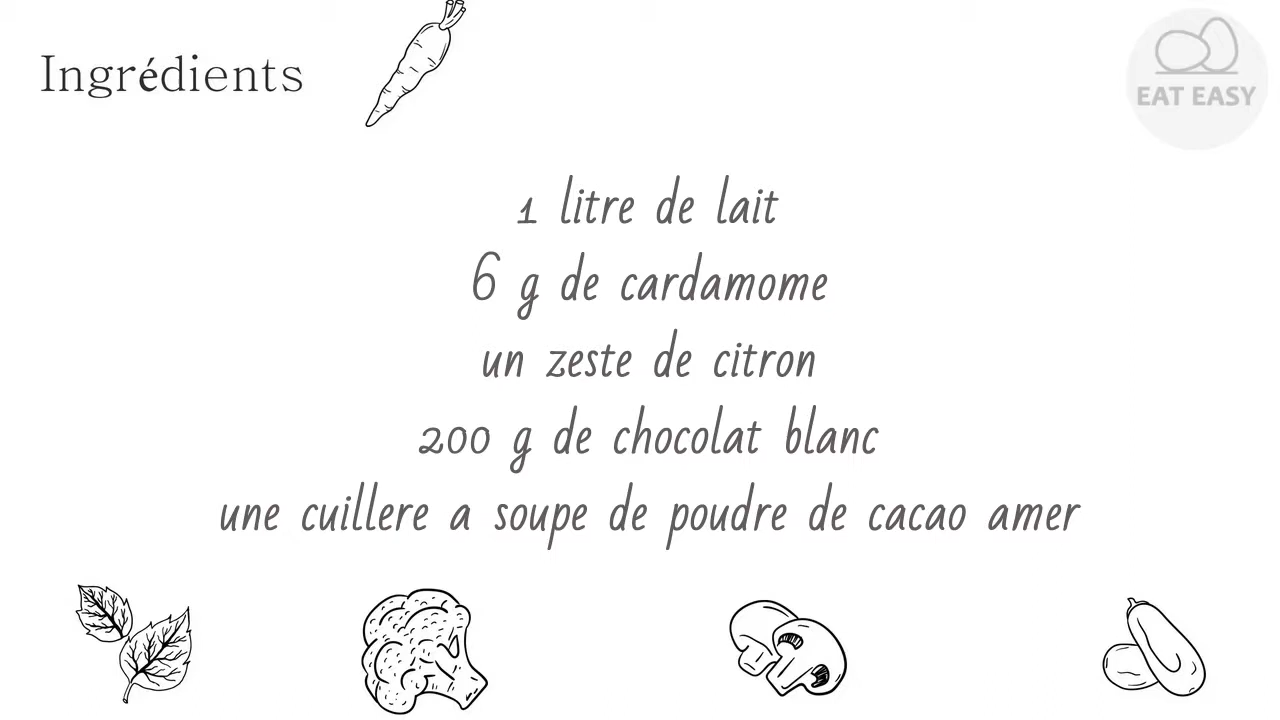 Ingrédients
EAT EASY
1 litre de lait
6 g de cardamome
un zeste de citron
200 g de chocolat blanc
une cuillere a soupe de poudre de cacao amer